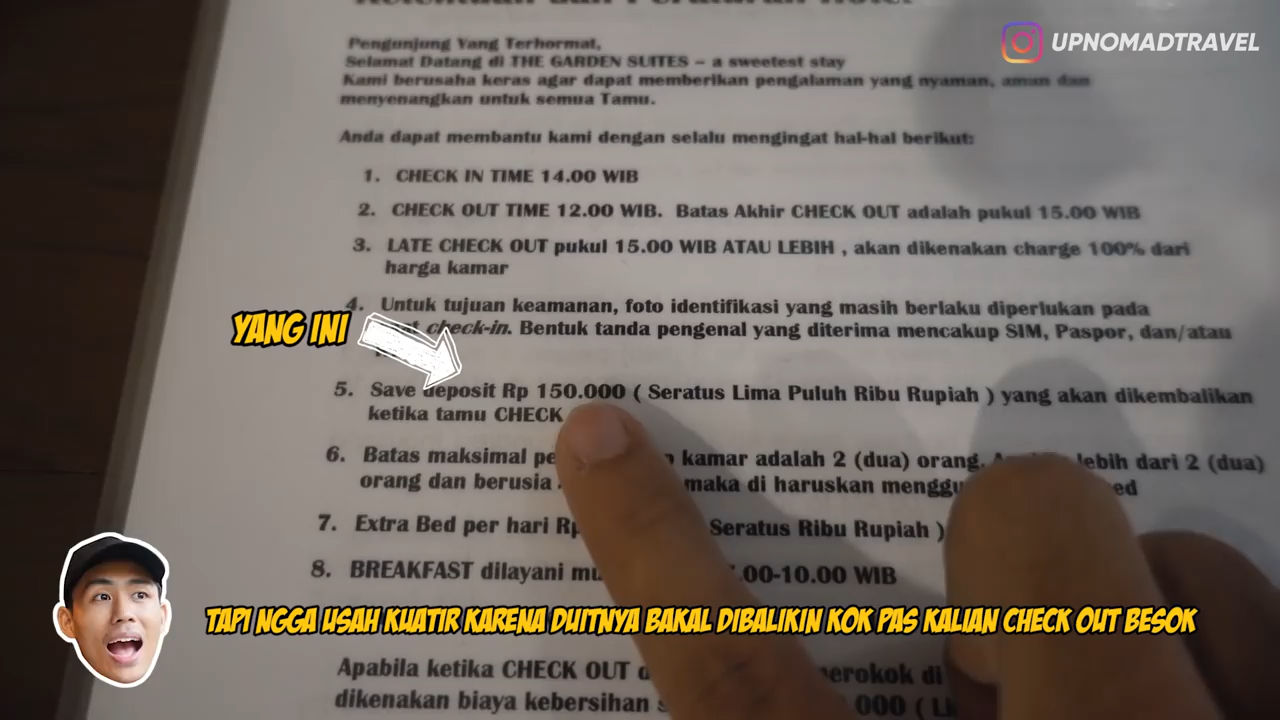 Pengunjung Yang Terhormat,
Selamat Datang di THE GARDEN SUITES – a sweetest stay
Kami berusaha keras agar dapat memberikan pengalaman yang nyaman, aman dan
menyenangkan untuk semua Tamu.
Anda dapat membantu kami dengan selalu mengingat hal-hal berikut:
1. CHECK IN TIME 14.00 WIB
2. CHECK OUT TIME 12.00 WIB. Batas Akhir CHECK OUT adalah pukul 15.00 WIB
3. LATE CHECK OUT pukul 15.00 WIB ATAU LEBIH , akan dikenakan charge 100% dari
harga kamar
4. Untuk tujuan keamanan, foto identifikasi yang masih berlaku diperlukan pada
check-in. Bentuk tanda pengenal yang diterima mencakup SIM, Paspor, dan/atau
5. Save deposit Rp 150.000 ( Seratus Lima Puluh Ribu Rupiah ) yang akan dikembalikan
ketika tamu CHECK
6. Batas maksimal kamar adalah 2 (dua) orang. lebih dari 2 (dua)
orang dan berusia maka di haruskan
7. Extra Bed per hari Seratus Ribu Rupiah )
8. BREAKFAST dilayani .00-10.00 WIB
Apabila ketika CHECK OUT
dikenakan biaya kebersihan
UPNOMADTRAVEL
YANG INI
TAPI NGGA USAH KUATIR KARENA DUITNYA BAKAL DIBALIKIN KOK PAS KALIAN CHECK OUT BESOK